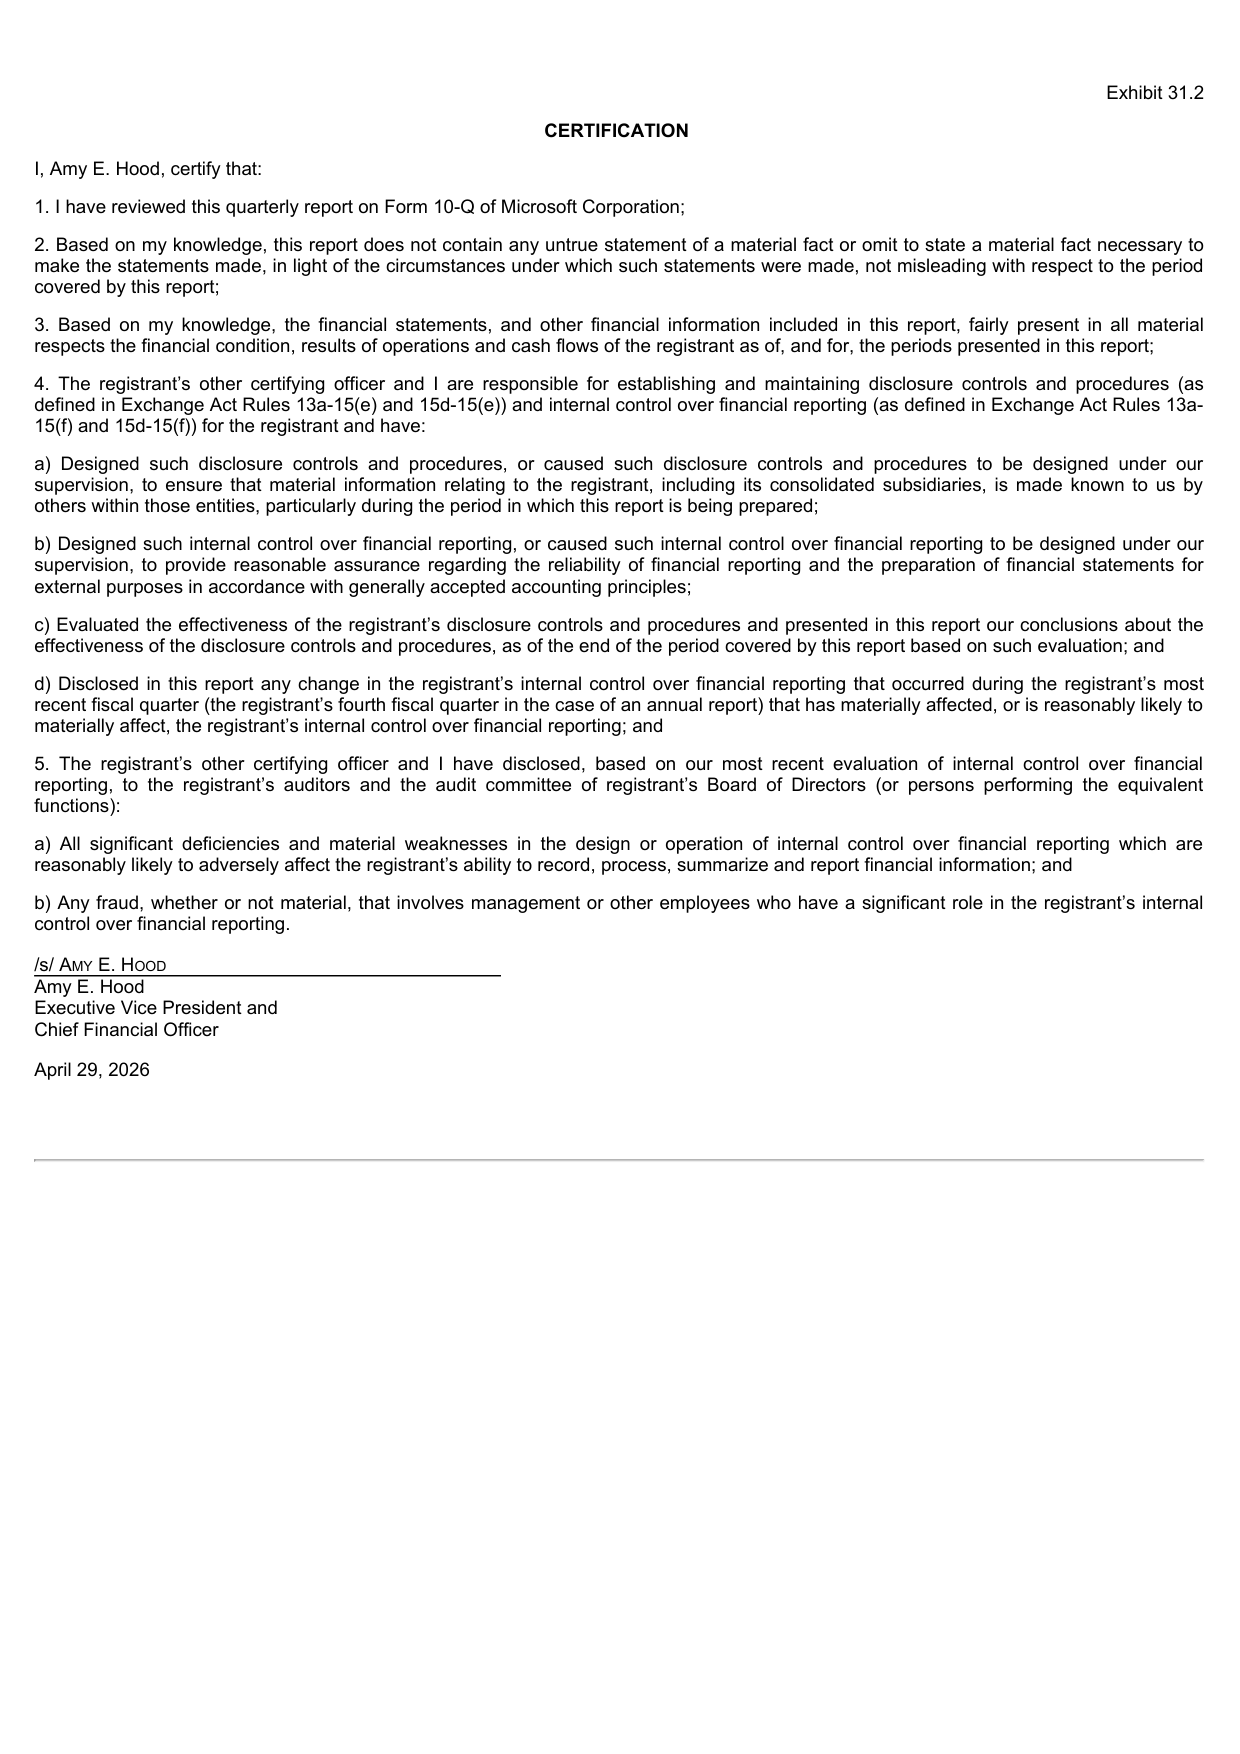 Exhibit 31.2
CERTIFICATION
I, Amy E. Hood, certify that:
1. I have reviewed this quarterly report on Form 10-Q of Microsoft Corporation;
2. Based on my knowledge, this report does not contain any untrue statement of a material fact or omit to state a material fact necessary to
make the statements made, in light of the circumstances under which such statements were made, not misleading with respect to the period
covered by this report;
3. Based on my knowledge, the financial statements, and other financial information included in this report, fairly present in all material
respects the financial condition, results of operations and cash flows of the registrant as of, and for, the periods presented in this report;
4. The registrant’s other certifying officer and I are responsible for establishing and maintaining disclosure controls and procedures (as
defined in Exchange Act Rules 13a-15(e) and 15d-15(e)) and internal control over financial reporting (as defined in Exchange Act Rules 13a-
15(f) and 15d-15(f)) for the registrant and have:
a) Designed such disclosure controls and procedures, or caused such disclosure controls and procedures to be designed under our
supervision, to ensure that material information relating to the registrant, including its consolidated subsidiaries, is made known to us by
others within those entities, particularly during the period in which this report is being prepared;
b) Designed such internal control over financial reporting, or caused such internal control over financial reporting to be designed under our
supervision, to provide reasonable assurance regarding the reliability of financial reporting and the preparation of financial statements for
external purposes in accordance with generally accepted accounting principles;
c) Evaluated the effectiveness of the registrant’s disclosure controls and procedures and presented in this report our conclusions about the
effectiveness of the disclosure controls and procedures, as of the end of the period covered by this report based on such evaluation; and
d) Disclosed in this report any change in the registrant’s internal control over financial reporting that occurred during the registrant’s most
recent fiscal quarter (the registrant’s fourth fiscal quarter in the case of an annual report) that has materially affected, or is reasonably likely to
materially affect, the registrant’s internal control over financial reporting; and
5. The registrant’s other certifying officer and I have disclosed, based on our most recent evaluation of internal control over financial
reporting, to the registrant’s auditors and the audit committee of registrant’s Board of Directors (or persons performing the equivalent
functions):
a) All significant deficiencies and material weaknesses in the design or operation of internal control over financial reporting which are
reasonably likely to adversely affect the registrant’s ability to record, process, summarize and report financial information; and
b) Any fraud, whether or not material, that involves management or other employees who have a significant role in the registrant’s internal
control over financial reporting.
/s/ AMY E. HOOD
Amy E. Hood
Executive Vice President and
Chief Financial Officer
April 29, 2026